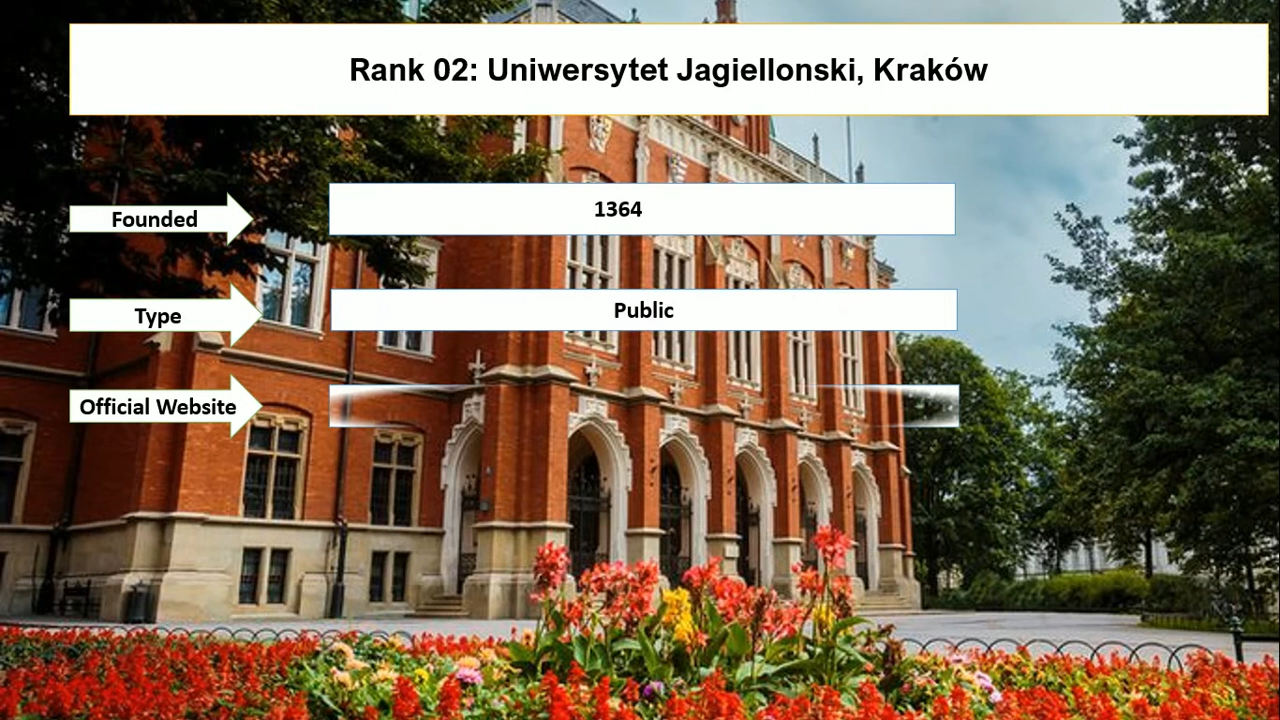 Rank 02: Uniwersytet Jagiellonski, Kraków
Founded
1364
Type
Public
Official Website